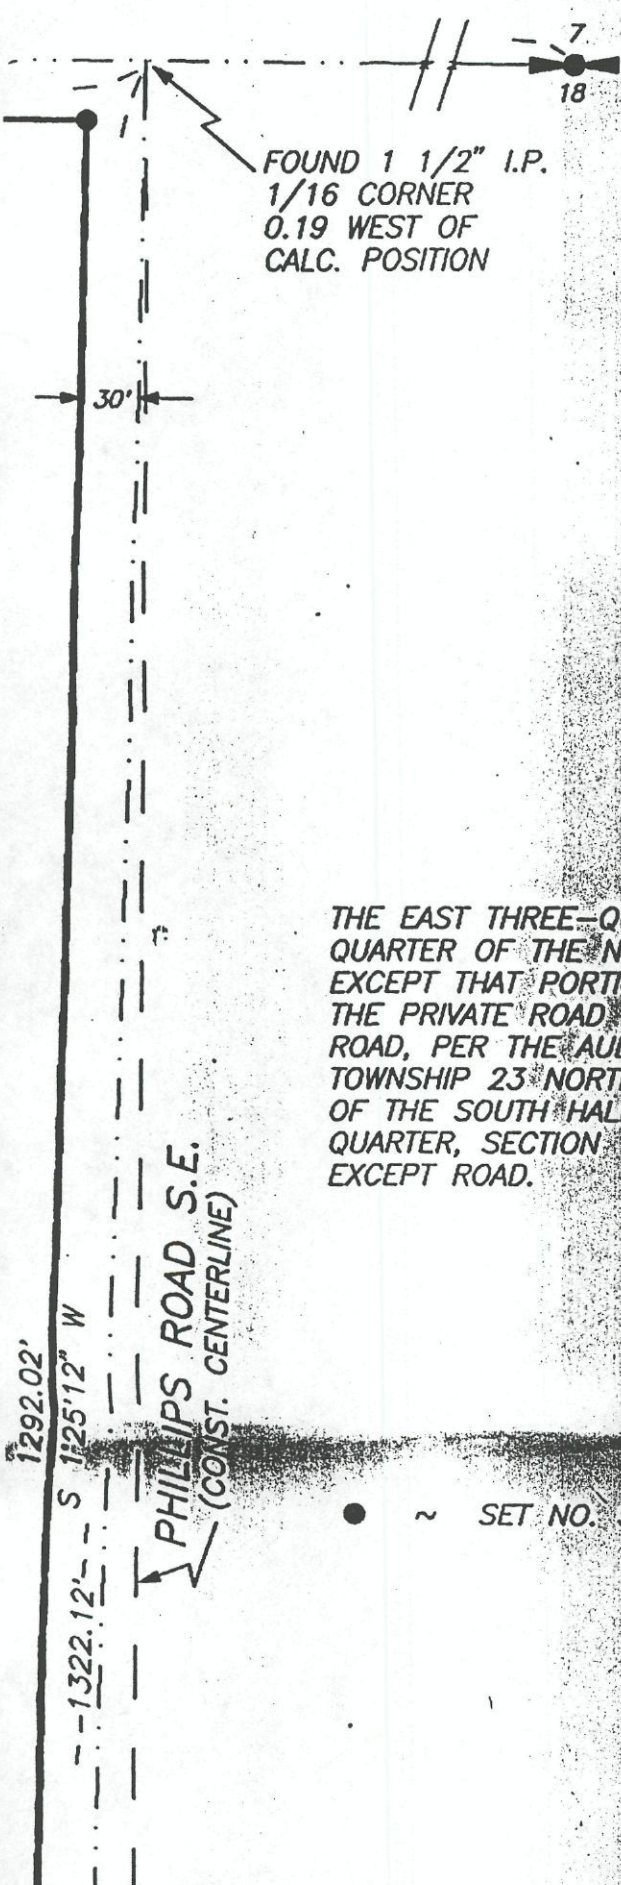 7
18
FOUND 1 1/2" I.P.
1/16 CORNER
0.19 WEST OF
CALC. POSITION
30'
THE EAST THREE-Q
QUARTER OF THE N
EXCEPT THAT PORTI
THE PRIVATE ROAD
ROAD, PER THE AUD
TOWNSHIP 23 NORT
OF THE SOUTH HAL
QUARTER, SECTION
EXCEPT ROAD.
PHILLIPS ROAD S.E.
(CONST. CENTERLINE)
1292.02'
S 1°25'12" W
--1322.12'--
● ~ SET NO.